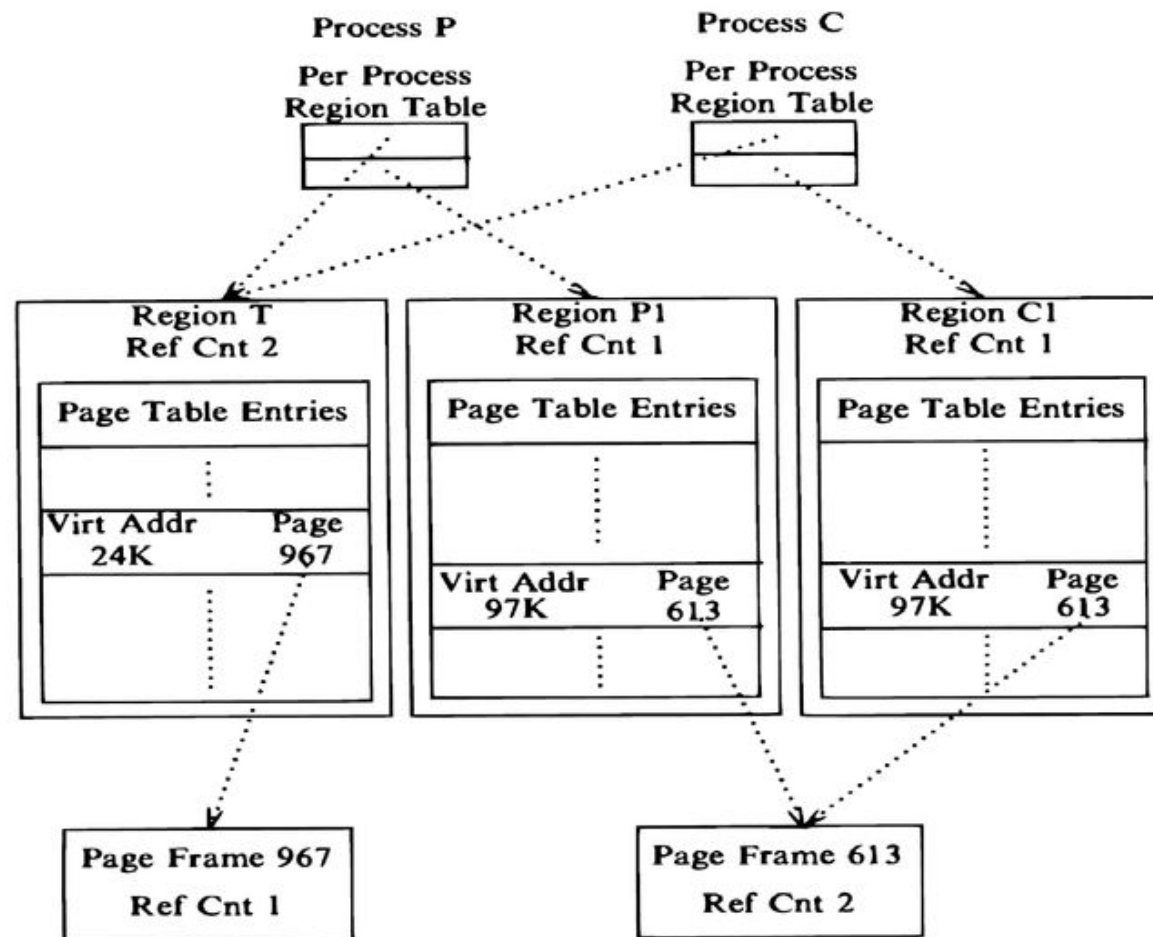 Process P
Per Process
Region Table
Process C
Per Process
Region Table
Region T
Ref Cnt 2
Page Table Entries
Virt Addr Page
24K 967
Region P1
Ref Cnt 1
Page Table Entries
Virt Addr Page
97K 613
Region C1
Ref Cnt 1
Page Table Entries
Virt Addr Page
97K 613
Page Frame 967
Ref Cnt 1
Page Frame 613
Ref Cnt 2